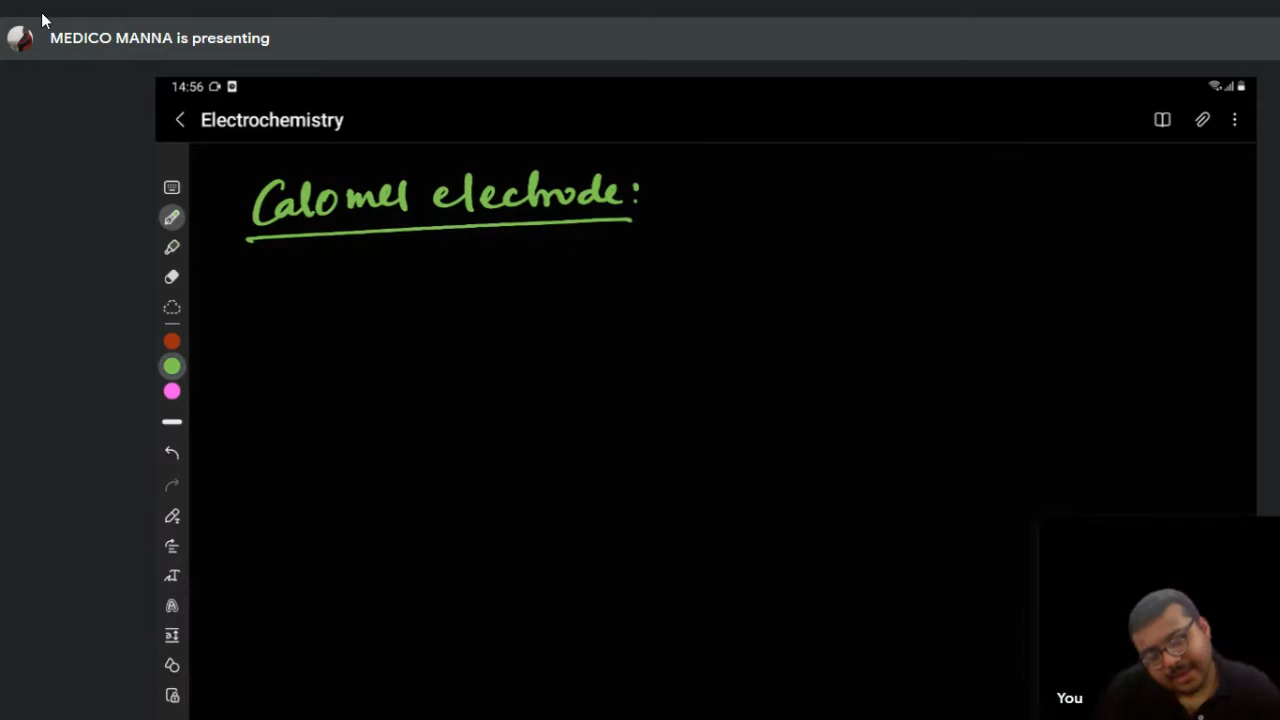 MEDICO MANNA is presenting
14:56
Electrochemistry
Calomel electrode:
You